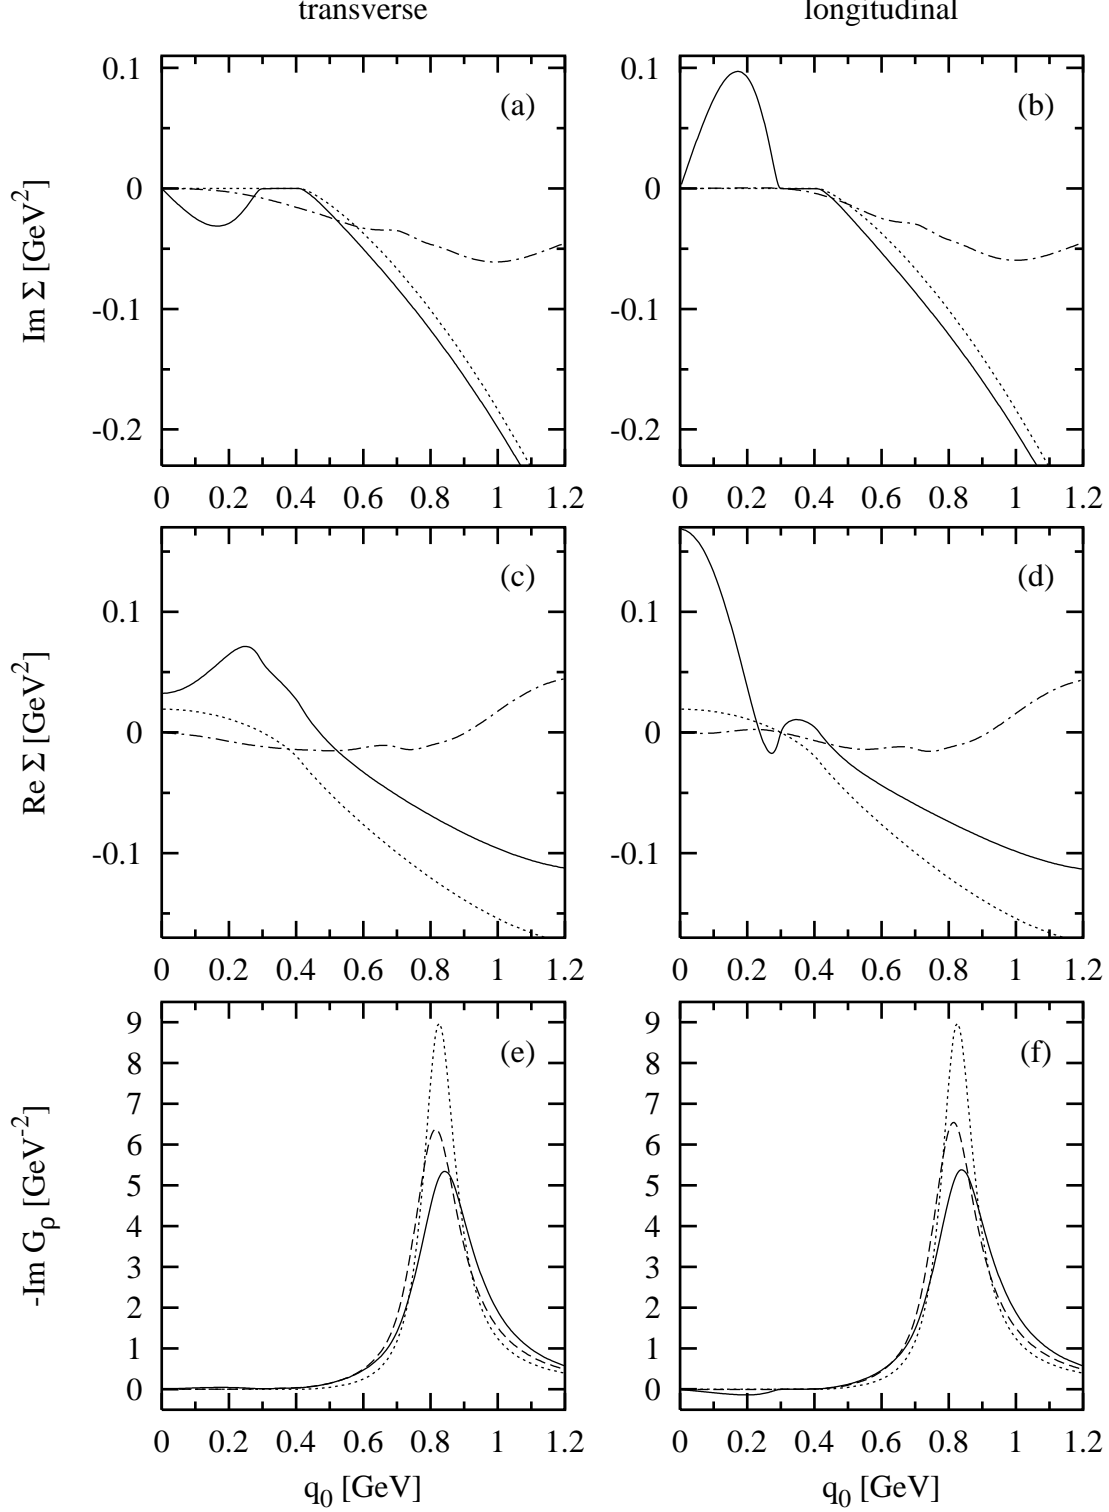 transverse longitudinal
0.1
0
-0.1
-0.2
Im Σ [GeV²]
(a)
0 0.2 0.4 0.6 0.8 1 1.2
0.1
0
-0.1
-0.2
(b)
0 0.2 0.4 0.6 0.8 1 1.2
0.1
0
-0.1
Re Σ [GeV²]
(c)
0 0.2 0.4 0.6 0.8 1 1.2
0.1
0
-0.1
(d)
0 0.2 0.4 0.6 0.8 1 1.2
9
8
7
6
5
4
3
2
1
0
-Im G_ρ [GeV⁻²]
(e)
0 0.2 0.4 0.6 0.8 1 1.2
q₀ [GeV]
9
8
7
6
5
4
3
2
1
0
(f)
0 0.2 0.4 0.6 0.8 1 1.2
q₀ [GeV]